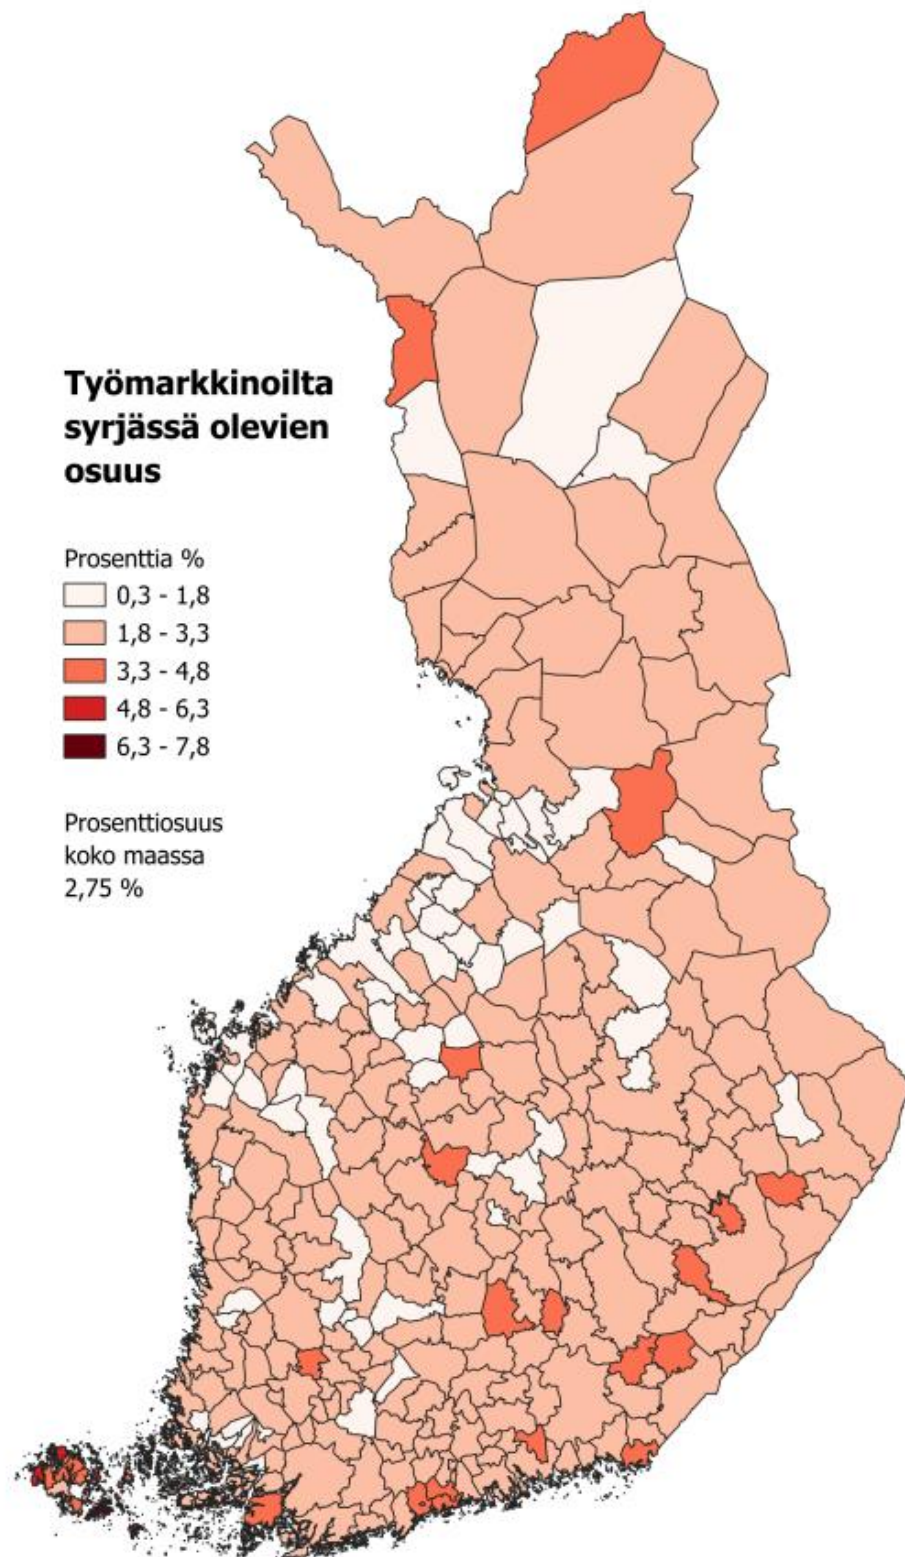 Työmarkkinoilta
syrjässä olevien
osuus
Prosenttia %
0,3 - 1,8
1,8 - 3,3
3,3 - 4,8
4,8 - 6,3
6,3 - 7,8
Prosenttiosuus
koko maassa
2,75 %